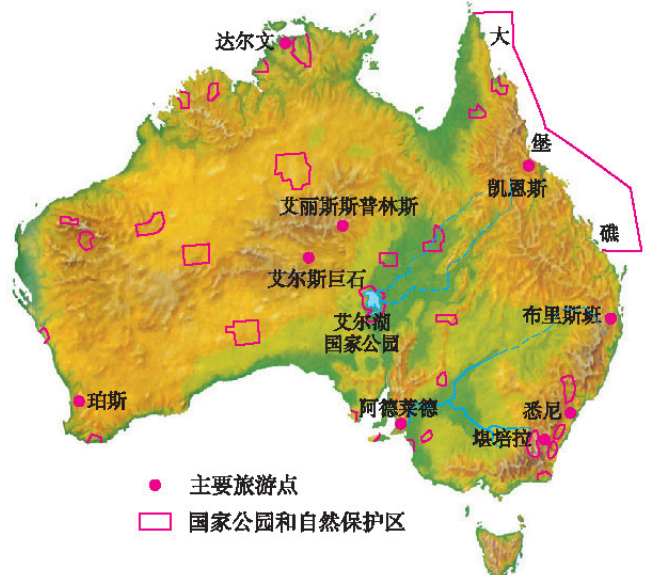 达尔文
大
堡
礁
凯恩斯
艾丽斯斯普林斯
艾尔斯巨石
艾尔湖
国家公园
布里斯班
珀斯
阿德莱德
悉尼
堪培拉
主要旅游点
国家公园和自然保护区